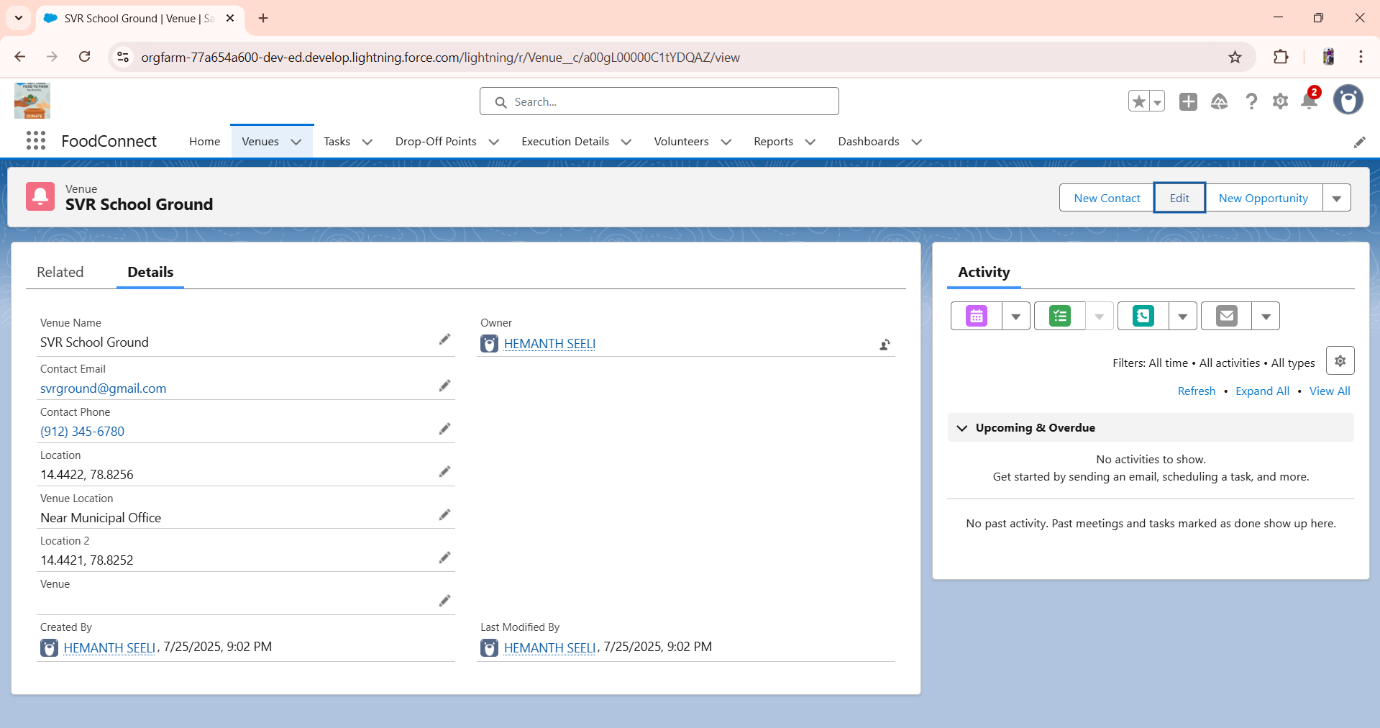 SVR School Ground | Venue | Sa
orgfarm-77a654a600-dev-ed.develop.lightning.force.com/lightning/r/Venue__c/a00gL00000C1tYDQAZ/view
DONATE
Search...
2
FoodConnect
Home
Venues
Tasks
Drop-Off Points
Execution Details
Volunteers
Reports
Dashboards
Venue
SVR School Ground
New Contact
Edit
New Opportunity
Related
Details
Venue Name
SVR School Ground
Owner
HEMANTH SEELI
Contact Email
svrground@gmail.com
Contact Phone
(912) 345-6780
Location
14.4422, 78.8256
Venue Location
Near Municipal Office
Location 2
14.4421, 78.8252
Venue
Created By
HEMANTH SEELI, 7/25/2025, 9:02 PM
Last Modified By
HEMANTH SEELI, 7/25/2025, 9:02 PM
Activity
Filters: All time • All activities • All types
Refresh • Expand All • View All
Upcoming & Overdue
No activities to show.
Get started by sending an email, scheduling a task, and more.
No past activity. Past meetings and tasks marked as done show up here.